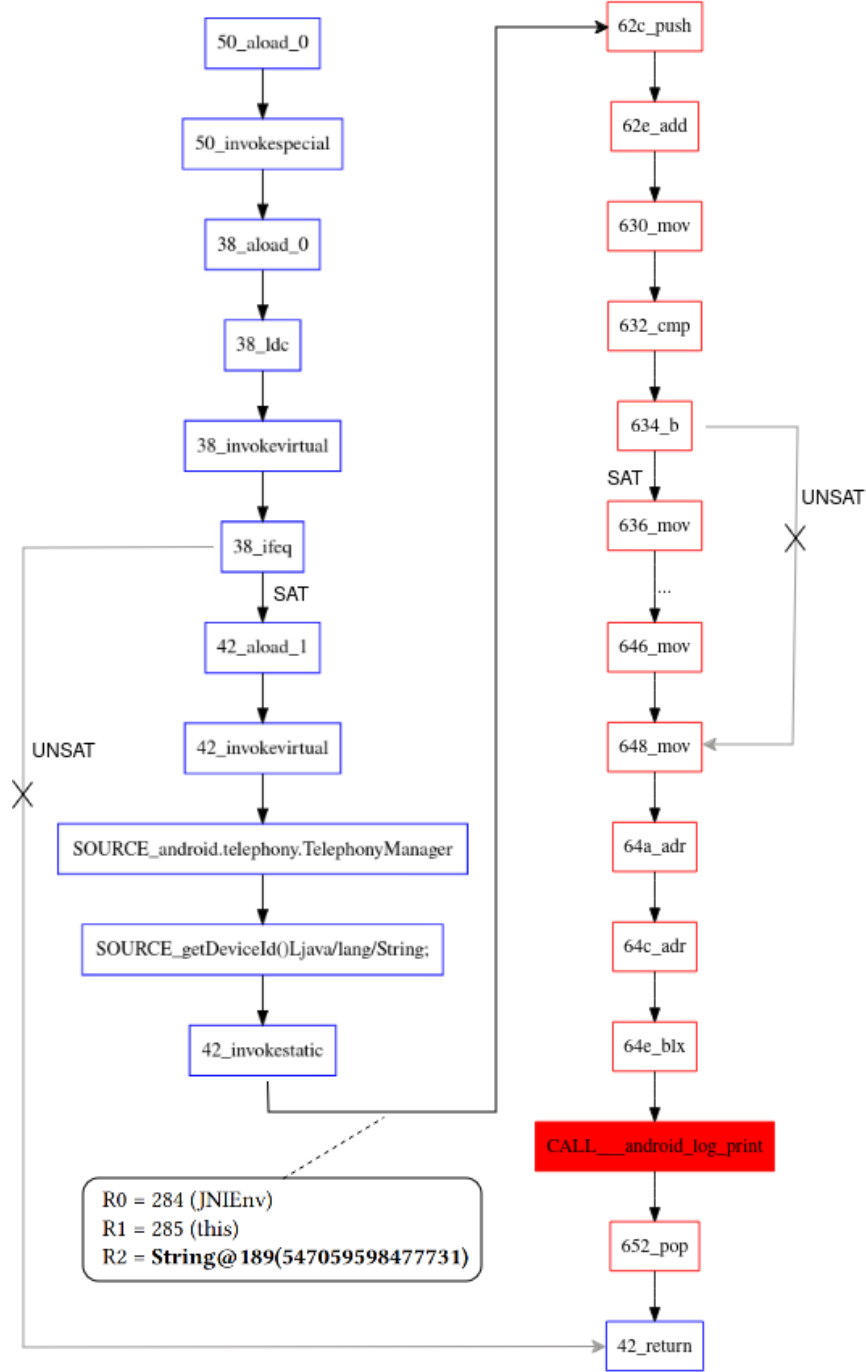 50_aload_0
50_invokespecial
38_aload_0
38_ldc
38_invokevirtual
38_ifeq
SAT
UNSAT
42_aload_1
42_invokevirtual
SOURCE_android.telephony.TelephonyManager
SOURCE_getDeviceId()Ljava/lang/String;
42_invokestatic
R0 = 284 (JNIEnv)
R1 = 285 (this)
R2 = String@189(547059598477731)
62c_push
62e_add
630_mov
632_cmp
634_b
SAT
UNSAT
636_mov
...
646_mov
648_mov
64a_adr
64c_adr
64e_blx
CALL___android_log_print
652_pop
42_return